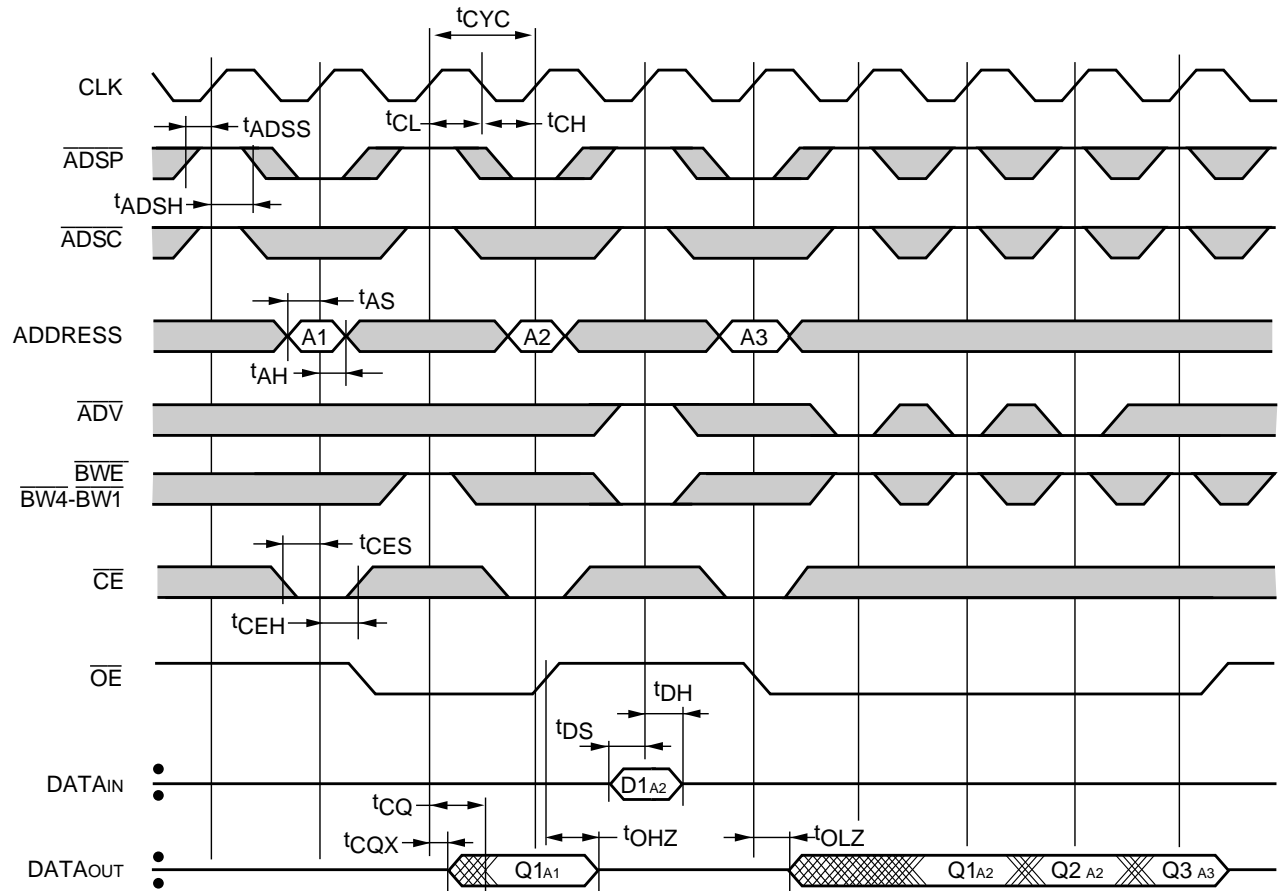 tCYC
CLK
tADSS
tCL
tCH
ADSP
tADSH
ADSC
tAS
ADDRESS
A1
A2
A3
tAH
ADV
BWE
BW4-BW1
tCES
CE
tCEH
OE
tDH
tDS
DATAIN
D1A2
tCQ
tCQX
tOHZ
tOLZ
DATAOUT
Q1A1
Q1A2
Q2 A2
Q3 A3